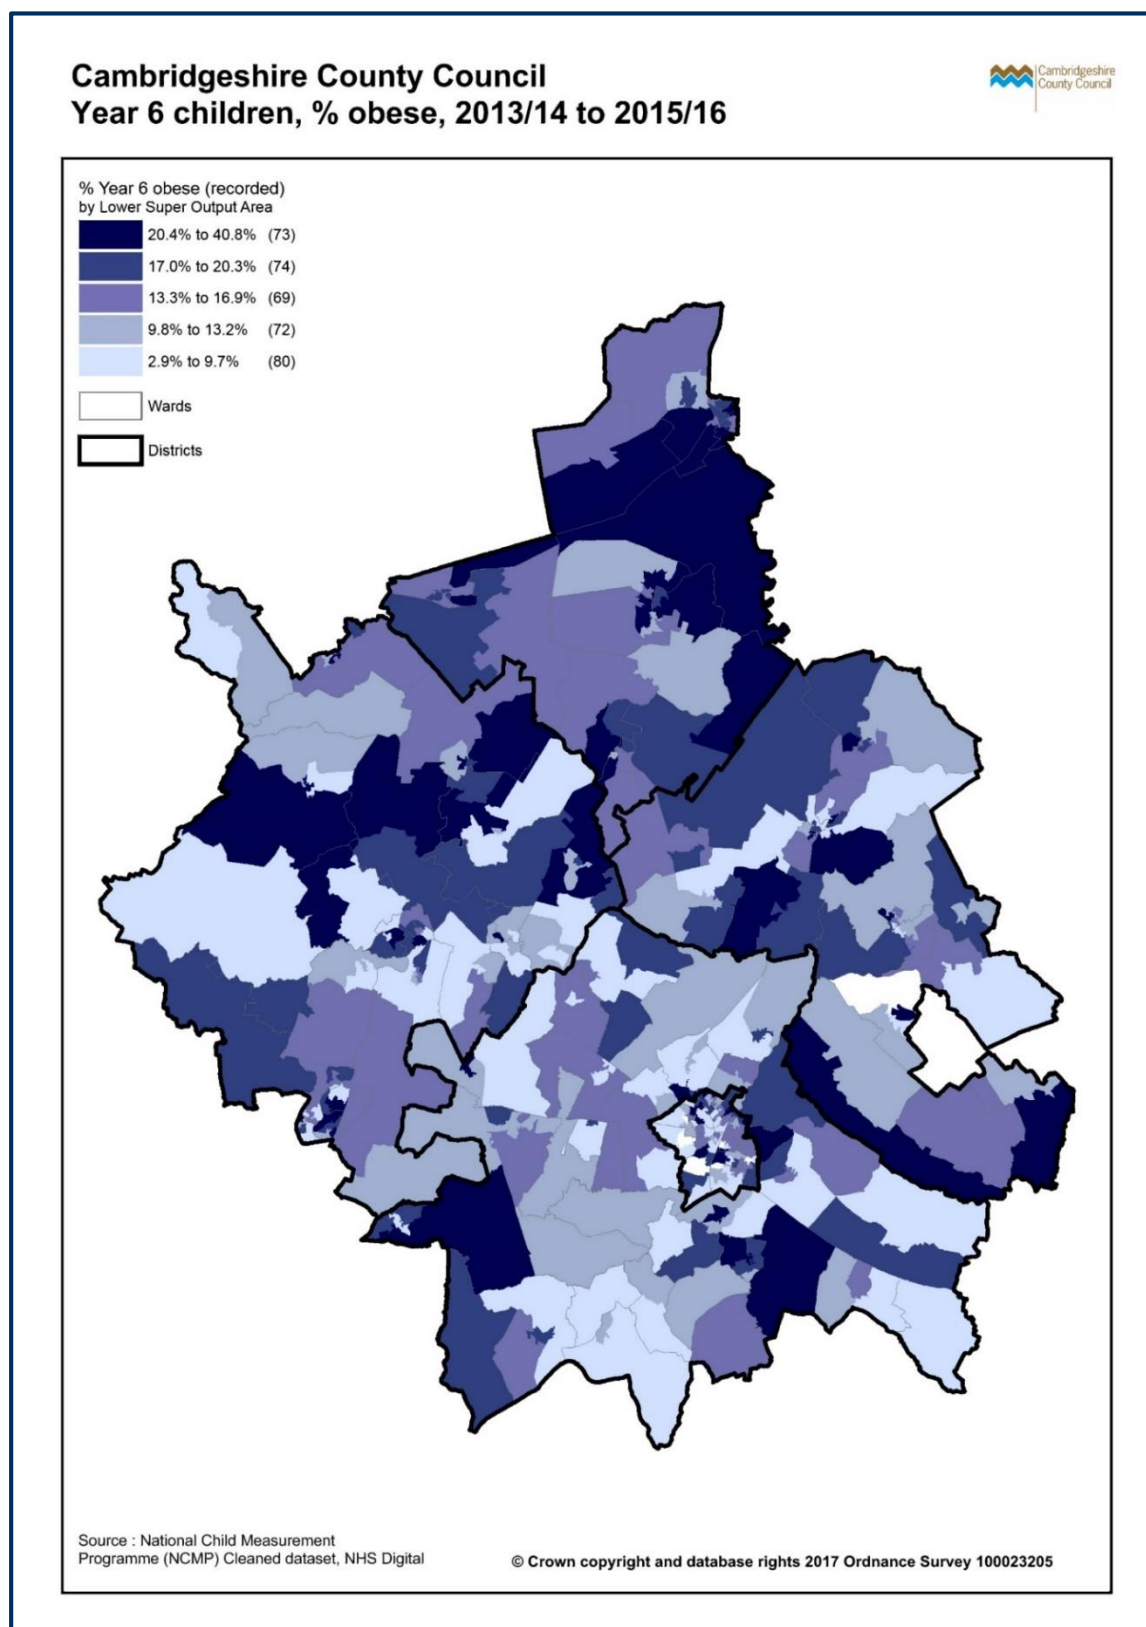 Cambridgeshire County Council
Year 6 children, % obese, 2013/14 to 2015/16
Cambridgeshire
County Council
% Year 6 obese (recorded)
by Lower Super Output Area
20.4% to 40.8% (73)
17.0% to 20.3% (74)
13.3% to 16.9% (69)
9.8% to 13.2% (72)
2.9% to 9.7% (80)
Wards
Districts
Source : National Child Measurement
Programme (NCMP) Cleaned dataset, NHS Digital
© Crown copyright and database rights 2017 Ordnance Survey 100023205